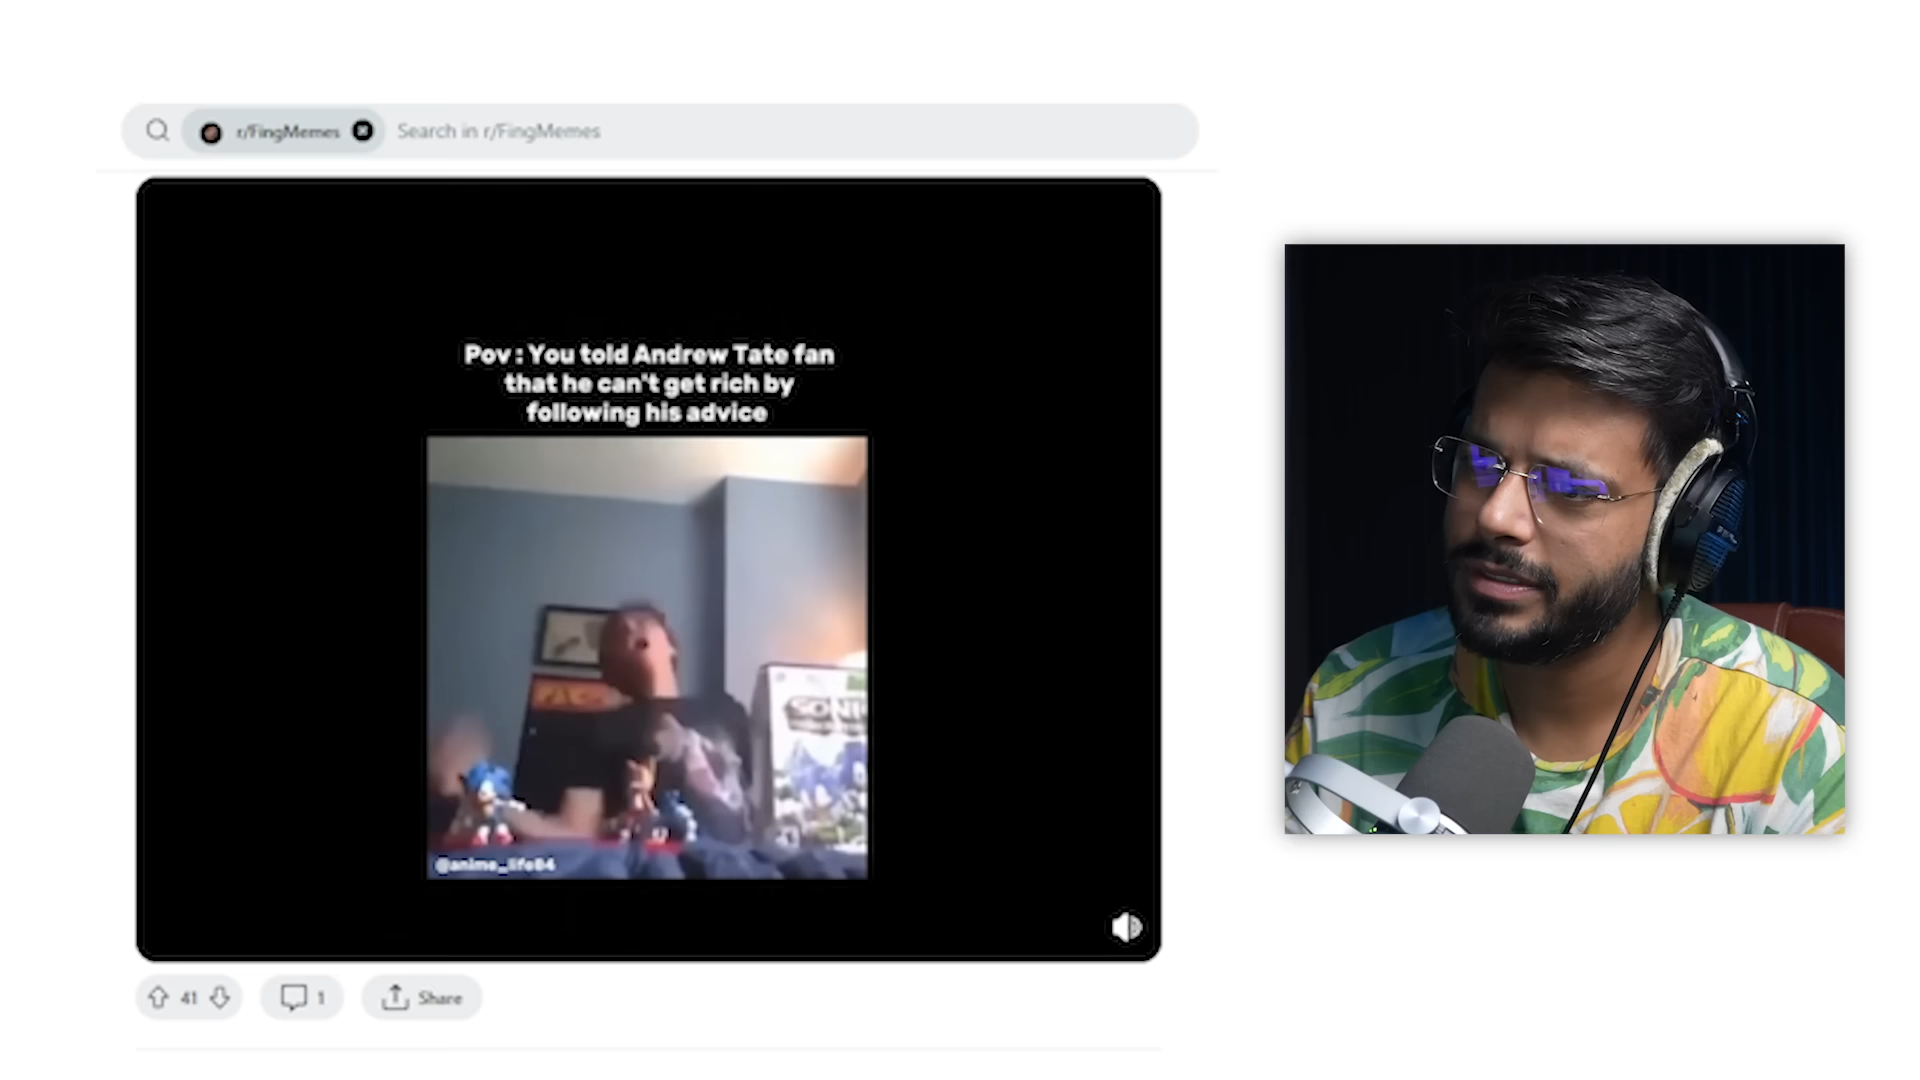 r/FingMemes Search in r/FingMemes
Pov : You told Andrew Tate fan
that he can't get rich by
following his advice
SONIC
@anime_life84
41 1 Share